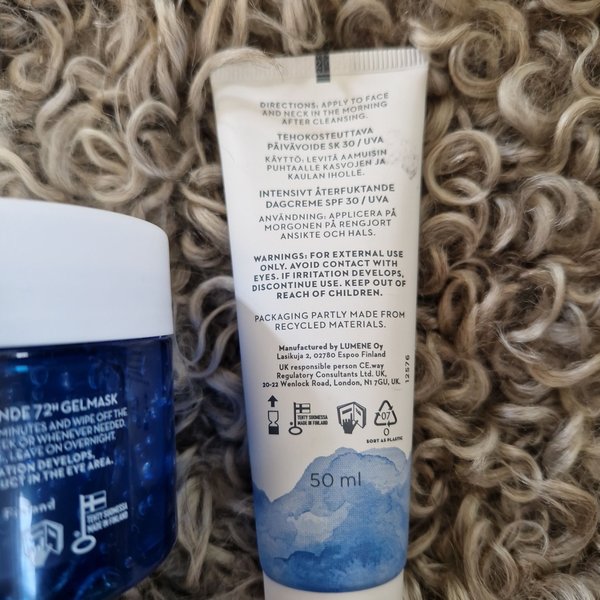 DIRECTIONS: APPLY TO FACE
AND NECK IN THE MORNING
AFTER CLEANSING.
TEHOKOSTEUTTAVA
PÄIVÄVOIDE SK 30 / UVA
KÄYTTÖ: LEVITÄ AAMUISIN
PUHTAALLE KASVOJEN JA
KAULAN IHOLLE.
INTENSIVT ÅTERFUKTANDE
DAGCREME SPF 30 / UVA
ANVÄNDNING: APPLICERA PÅ
MORGONEN PÅ RENGJORT
ANSIKTE OCH HALS.
WARNINGS: FOR EXTERNAL USE
ONLY. AVOID CONTACT WITH
EYES. IF IRRITATION DEVELOPS,
DISCONTINUE USE. KEEP OUT OF
REACH OF CHILDREN.
PACKAGING PARTLY MADE FROM
RECYCLED MATERIALS.
Manufactured by LUMENE Oy
Lasikuja 2, 02780 Espoo Finland
UK responsible person CE.way
Regulatory Consultants Ltd. UK,
20-22 Wenlock Road, London, N1 7GU, UK.
12576
TEHTY SUOMESSA
MADE IN FINLAND
07
O
SORT AS PLASTIC
50 ml
NDE 72H GELMASK
MINUTES AND WIPE OFF THE
OR WHENEVER NEEDED.
LEAVE ON OVERNIGHT.
ATION DEVELOPS,
UCT IN THE EYE AREA.
Finland
TEHTY SUOMESSA
MADE IN FINLAND